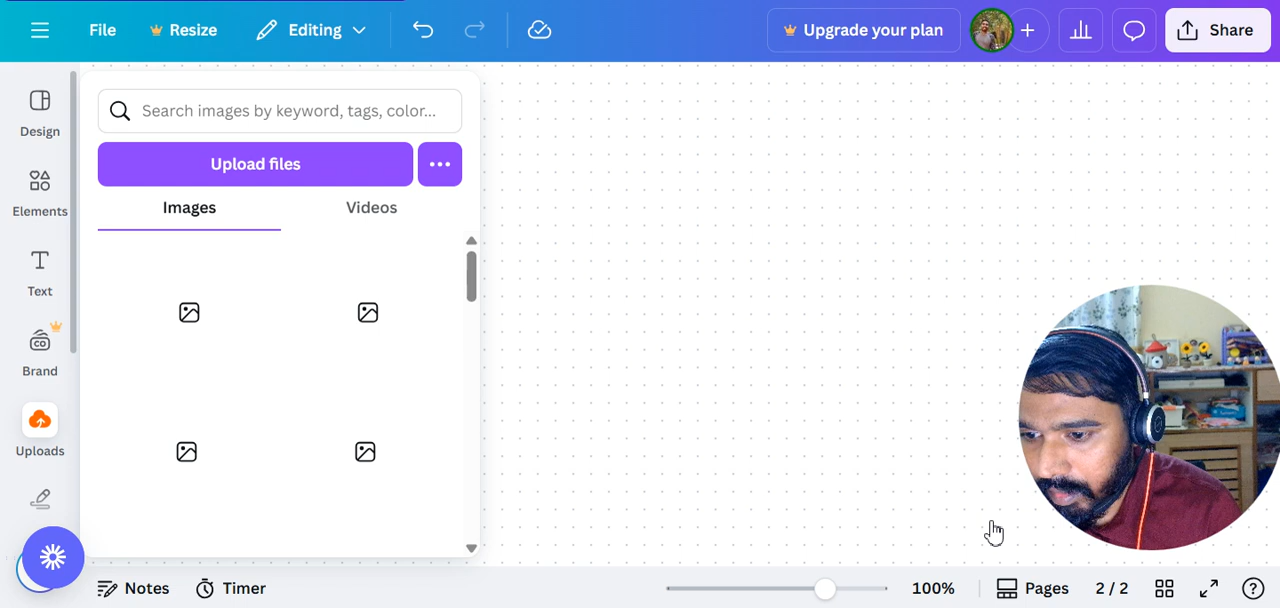 File Resize Editing Upgrade your plan + Share
Search images by keyword, tags, color...
Design
Upload files ...
Images Videos
Elements
Text
Brand
Uploads
Notes Timer 100% Pages 2 / 2 ?